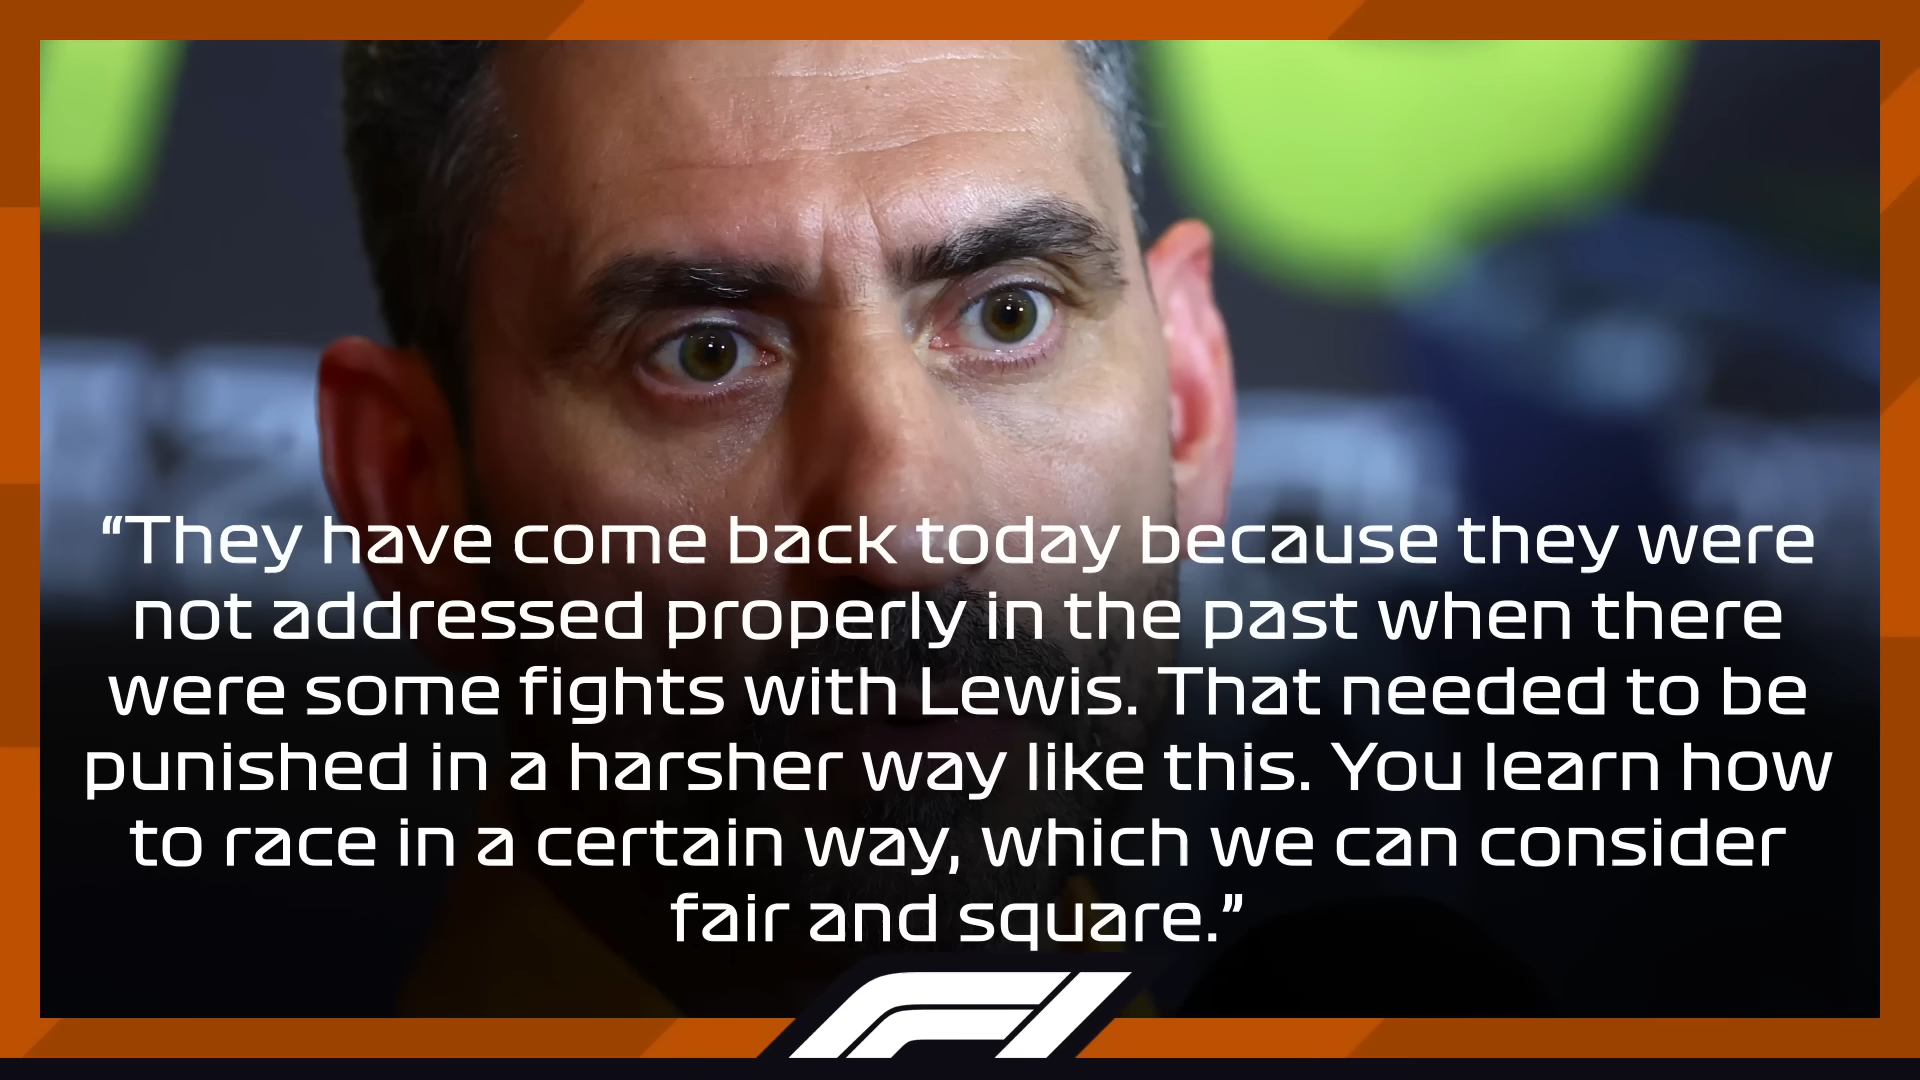 “They have come back today because they were
not addressed properly in the past when there
were some fights with Lewis. That needed to be
punished in a harsher way like this. You learn how
to race in a certain way, which we can consider
fair and square.”
F1